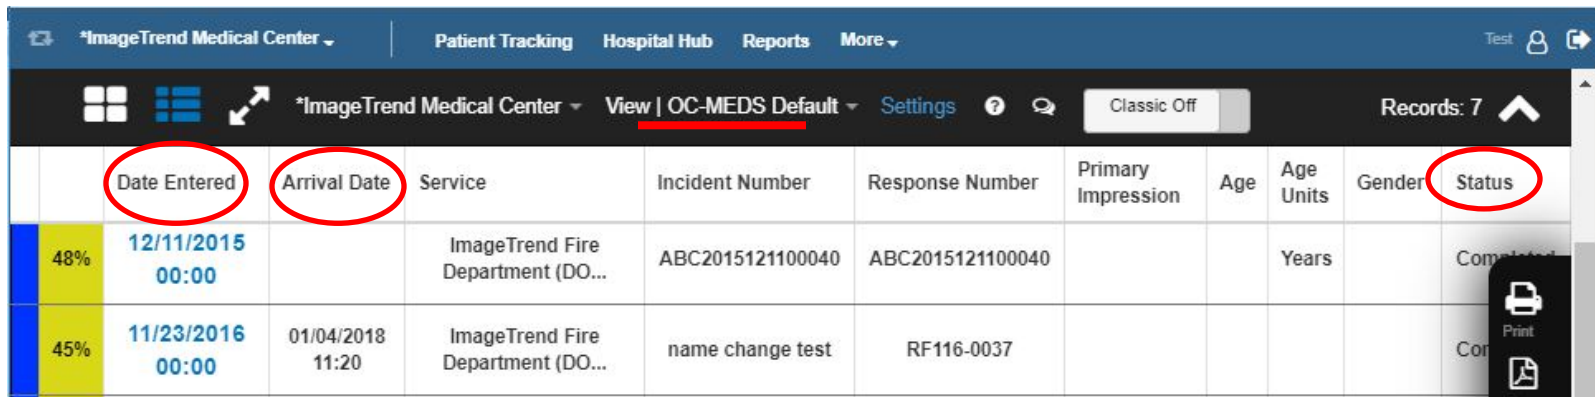 *ImageTrend Medical Center Patient Tracking Hospital Hub Reports More Test
*ImageTrend Medical Center View | OC-MEDS Default Settings ? Classic Off Records: 7
Date Entered Arrival Date Service Incident Number Response Number Primary Impression Age Age Units Gender Status
48% 12/11/2015 00:00 ImageTrend Fire Department (DO... ABC2015121100040 ABC2015121100040 Years
Print
45% 11/23/2016 00:00 01/04/2018 11:20 ImageTrend Fire Department (DO... name change test RF116-0037